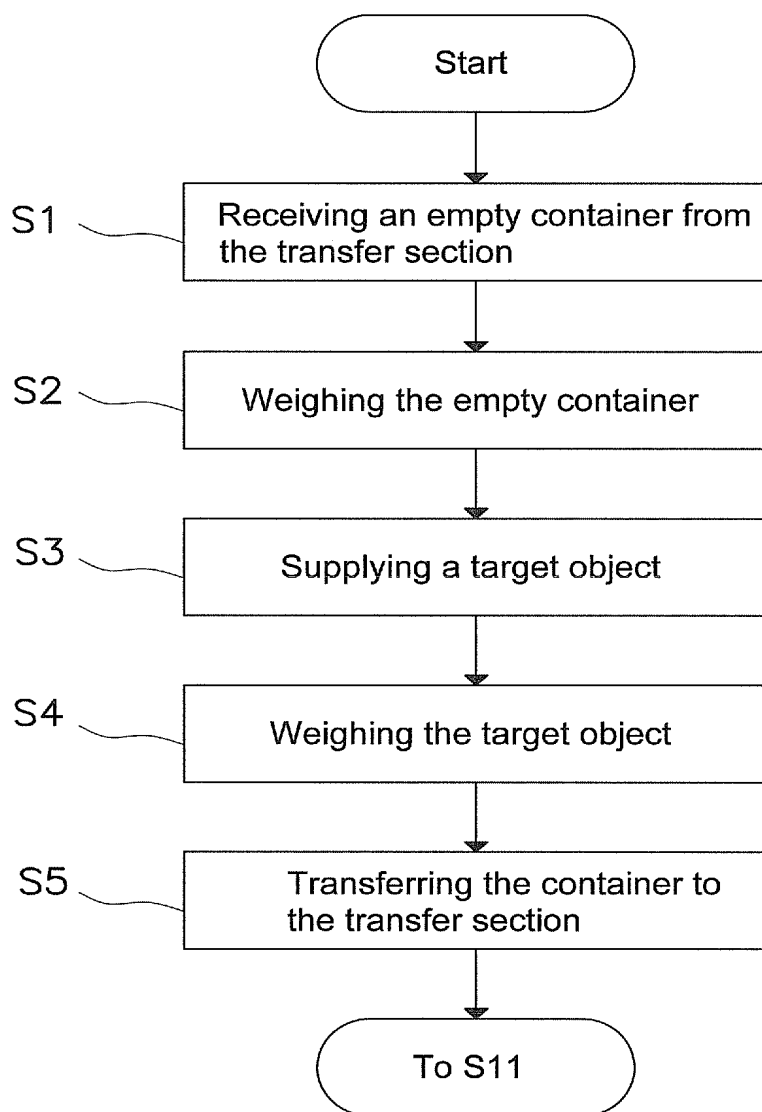 Start
S1
Receiving an empty container from
the transfer section
S2
Weighing the empty container
S3
Supplying a target object
S4
Weighing the target object
S5
Transferring the container to
the transfer section
To S11